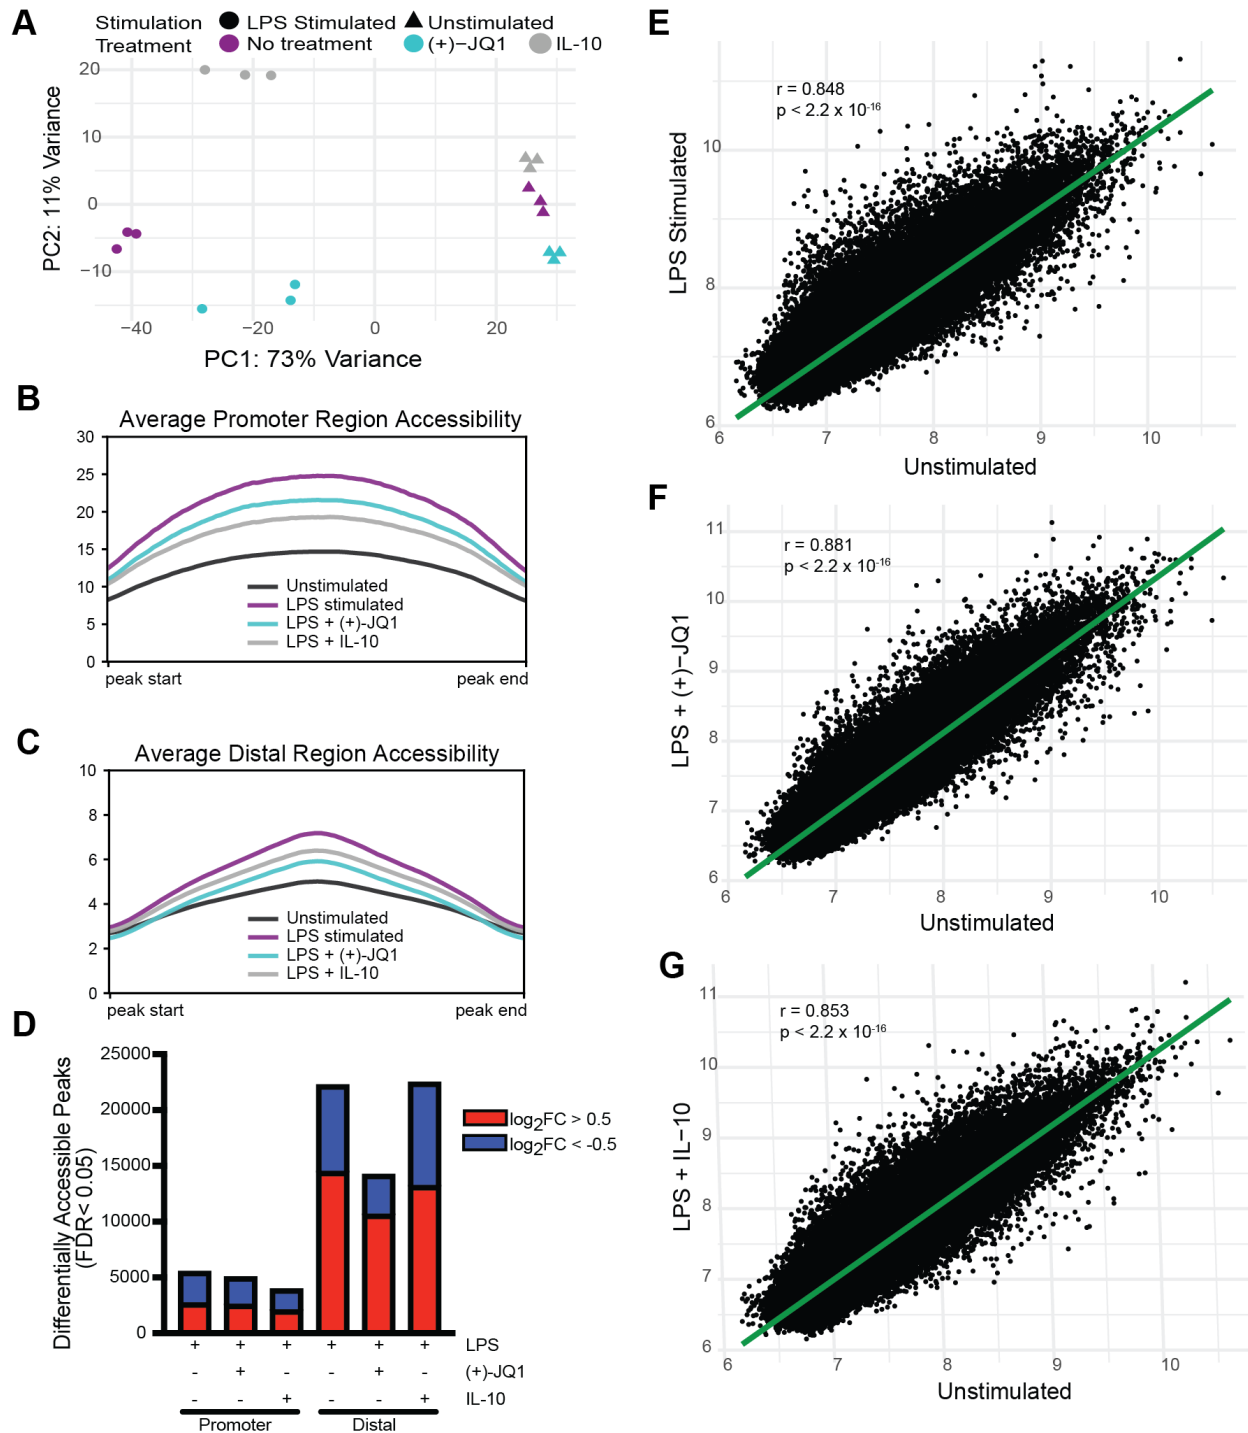 A
Stimulation LPS Stimulated Unstimulated
Treatment No treatment (+)−JQ1 IL-10
PC2: 11% Variance
20
10
0
−10
−40 −20 0 20
PC1: 73% Variance
B
Average Promoter Region Accessibility
30
25
20
15
10
5
0
Unstimulated
LPS stimulated
LPS + (+)-JQ1
LPS + IL-10
peak start peak end
C
Average Distal Region Accessibility
10
8
6
4
2
0
Unstimulated
LPS stimulated
LPS + (+)-JQ1
LPS + IL-10
peak start peak end
D
Differentially Accessible Peaks
(FDR< 0.05)
25000
20000
15000
10000
5000
0
log2FC > 0.5
log2FC < -0.5
+ + + + + + LPS
- + - - + - (+)-JQ1
- - + - - + IL-10
Promoter Distal
E
r = 0.848
p < 2.2 x 10-16
LPS Stimulated
10
8
6
6 7 8 9 10
Unstimulated
F
r = 0.881
p < 2.2 x 10-16
LPS + (+)−JQ1
11
10
9
8
7
6
6 7 8 9 10
Unstimulated
G
r = 0.853
p < 2.2 x 10-16
LPS + IL−10
11
10
9
8
7
6
6 7 8 9 10
Unstimulated